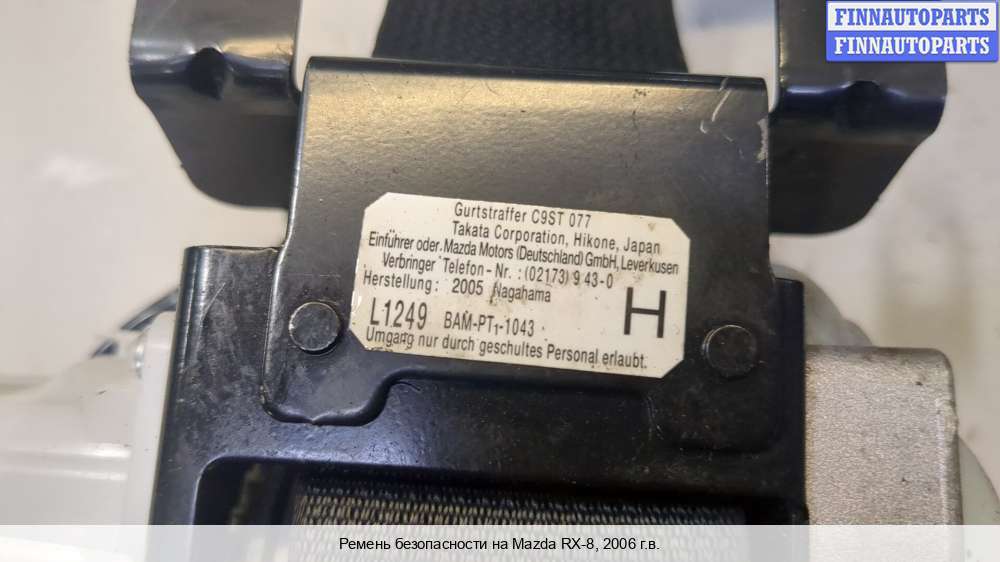 FINNAUTOPARTS
FINNAUTOPARTS
Gurtstraffer C9ST 077
Takata Corporation, Hikone, Japan
Einführer oder Mazda Motors (Deutschland) GmbH, Leverkusen
Verbringer Telefon-Nr.: (02173) 9 43-0
Herstellung: 2005 Nagahama
L1249 BAM-PT1-1043
H
Umgang nur durch geschultes Personal erlaubt.
Ремень безопасности на Mazda RX-8, 2006 г.в.